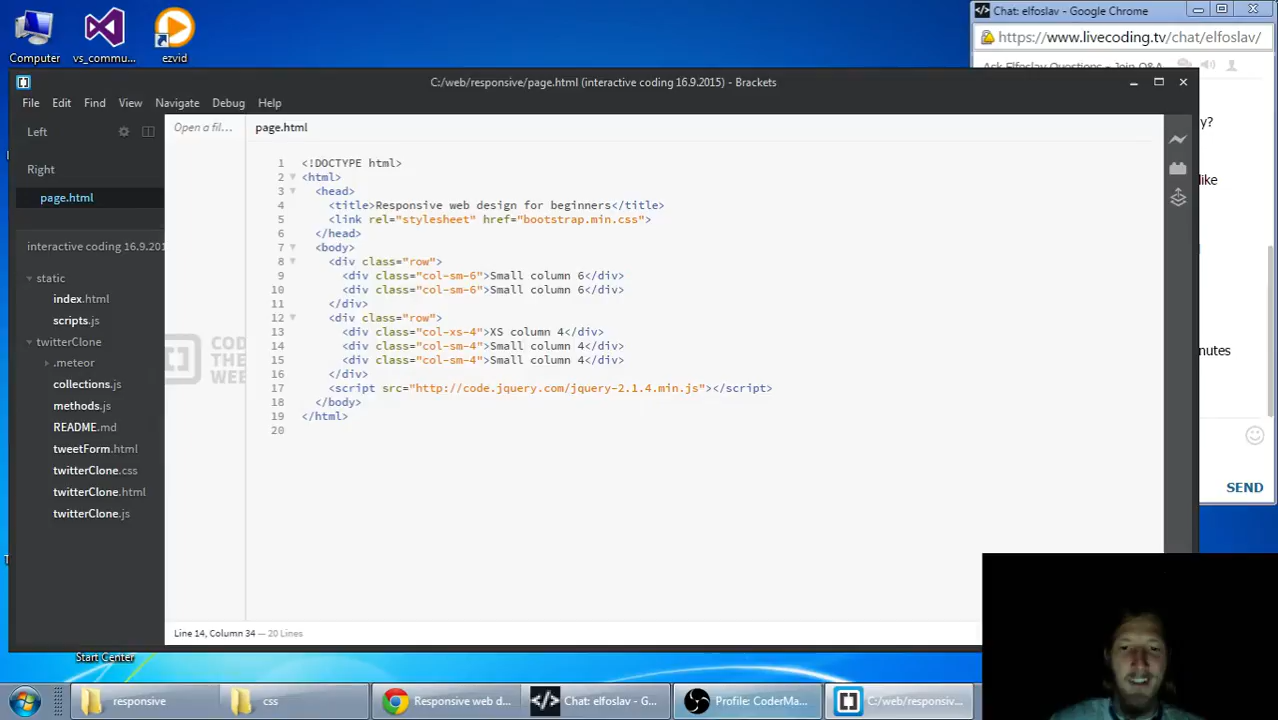 Computer
vs_commu...
ezvid
Chat: elfoslav - Google Chrome
https://www.livecoding.tv/chat/elfoslav/
Ask Elfoslav Questions - Join Q&A
y?
like
nutes
SEND
C:/web/responsive/page.html (interactive coding 16.9.2015) - Brackets
File Edit Find View Navigate Debug Help
Left
Right
page.html
interactive coding 16.9.201
static
index.html
scripts.js
twitterClone
.meteor
collections.js
methods.js
README.md
tweetForm.html
twitterClone.css
twitterClone.html
twitterClone.js
Open a fil...
COD
THE
WEB
page.html
1 <!DOCTYPE html>
2 <html>
3 <head>
4 <title>Responsive web design for beginners</title>
5 <link rel="stylesheet" href="bootstrap.min.css">
6 </head>
7 <body>
8 <div class="row">
9 <div class="col-sm-6">Small column 6</div>
10 <div class="col-sm-6">Small column 6</div>
11 </div>
12 <div class="row">
13 <div class="col-xs-4">XS column 4</div>
14 <div class="col-sm-4">Small column 4</div>
15 <div class="col-sm-4">Small column 4</div>
16 </div>
17 <script src="http://code.jquery.com/jquery-2.1.4.min.js"></script>
18 </body>
19 </html>
20
Line 14, Column 34 — 20 Lines
Start Center
responsive
css
Responsive web d...
Chat: elfoslav - G...
Profile: CoderMa...
C:/web/responsiv...